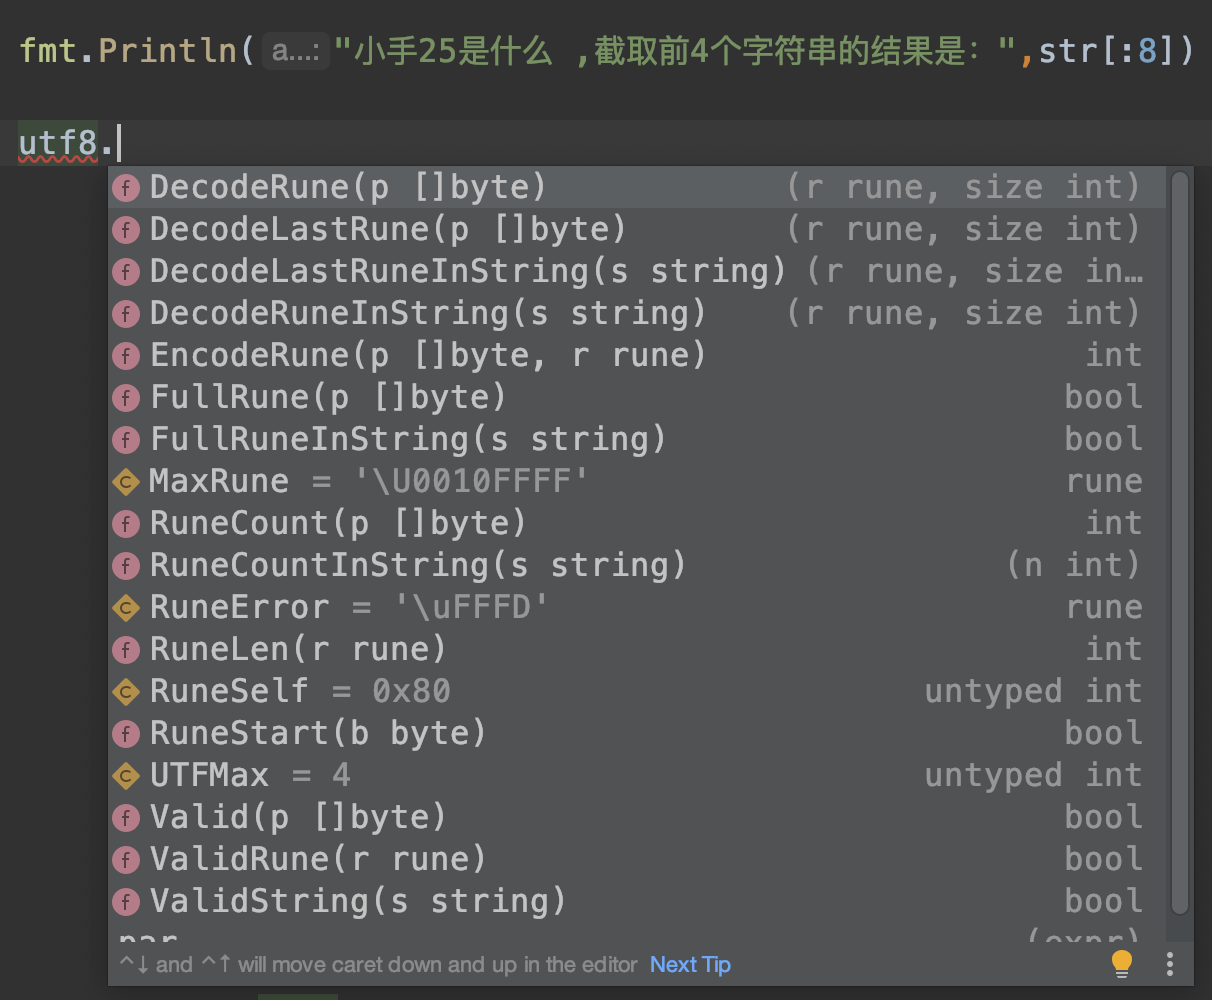 fmt.Println( a...: "小手25是什么 ,截取前4个字符串的结果是: ",str[:8])
utf8.
f DecodeRune(p []byte) (r rune, size int)
f DecodeLastRune(p []byte) (r rune, size int)
f DecodeLastRuneInString(s string) (r rune, size in…
f DecodeRuneInString(s string) (r rune, size int)
f EncodeRune(p []byte, r rune) int
f FullRune(p []byte) bool
f FullRuneInString(s string) bool
C MaxRune = '\U0010FFFF' rune
f RuneCount(p []byte) int
f RuneCountInString(s string) (n int)
C RuneError = '\uFFFD' rune
f RuneLen(r rune) int
C RuneSelf = 0x80 untyped int
f RuneStart(b byte) bool
C UTFMax = 4 untyped int
f Valid(p []byte) bool
f ValidRune(r rune) bool
f ValidString(s string) bool
par (expr)
^↓ and ^↑ will move caret down and up in the editor Next Tip